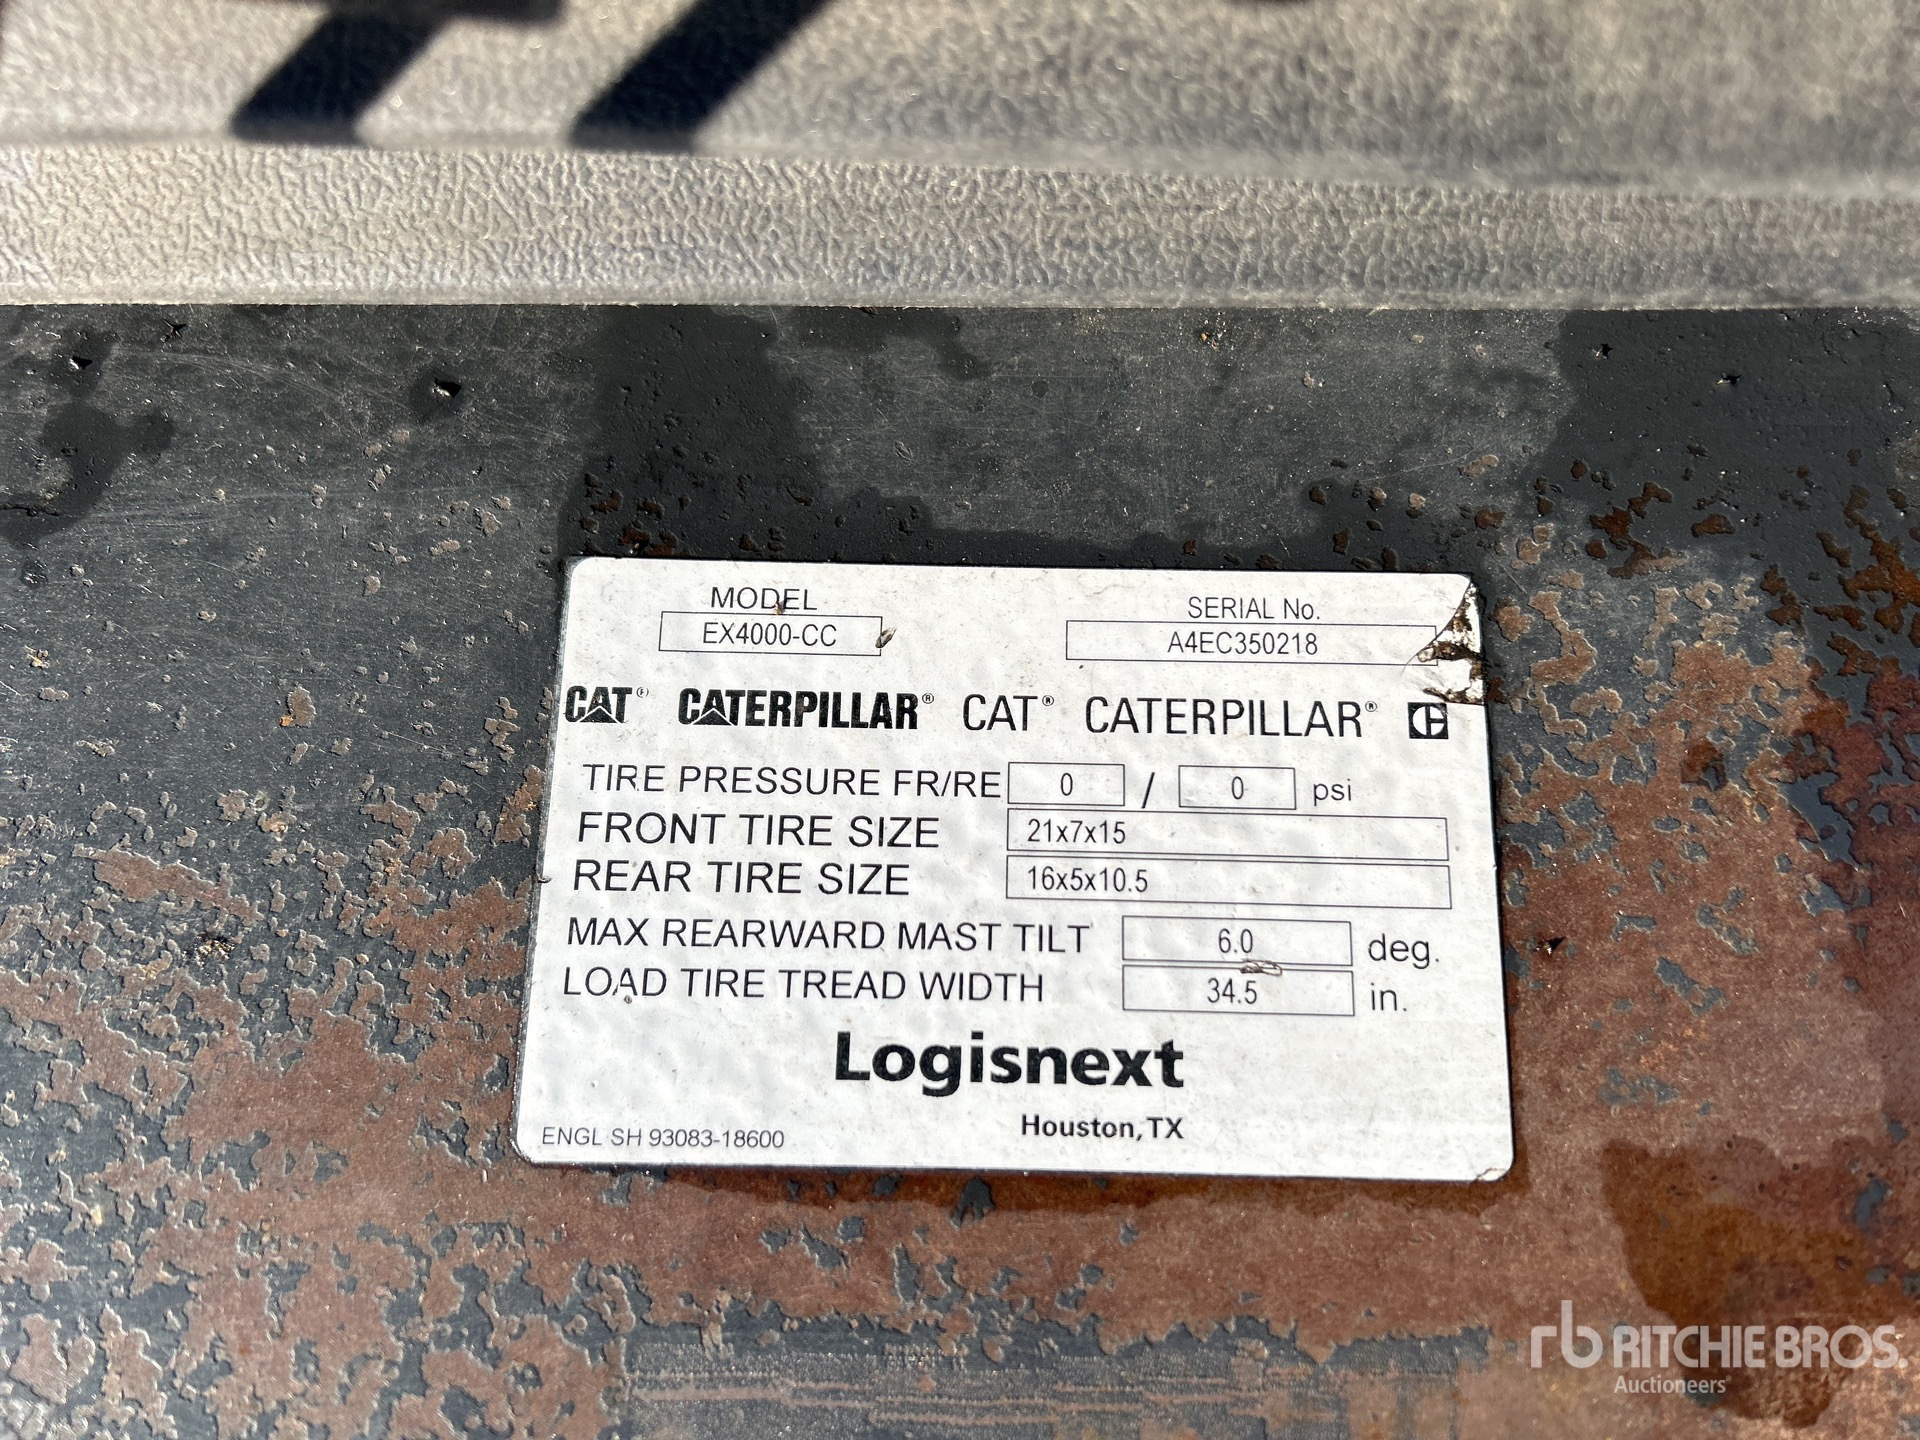 MODEL
EX4000-CC
SERIAL No.
A4EC350218
CAT® CATERPILLAR® CAT® CATERPILLAR®
TIRE PRESSURE FR/RE 0 / 0 psi
FRONT TIRE SIZE 21x7x15
REAR TIRE SIZE 16x5x10.5
MAX REARWARD MAST TILT 6.0 deg.
LOAD TIRE TREAD WIDTH 34.5 in.
Logisnext
Houston, TX
ENGL SH 93083-18600
rb RITCHIE BROS.
Auctioneers